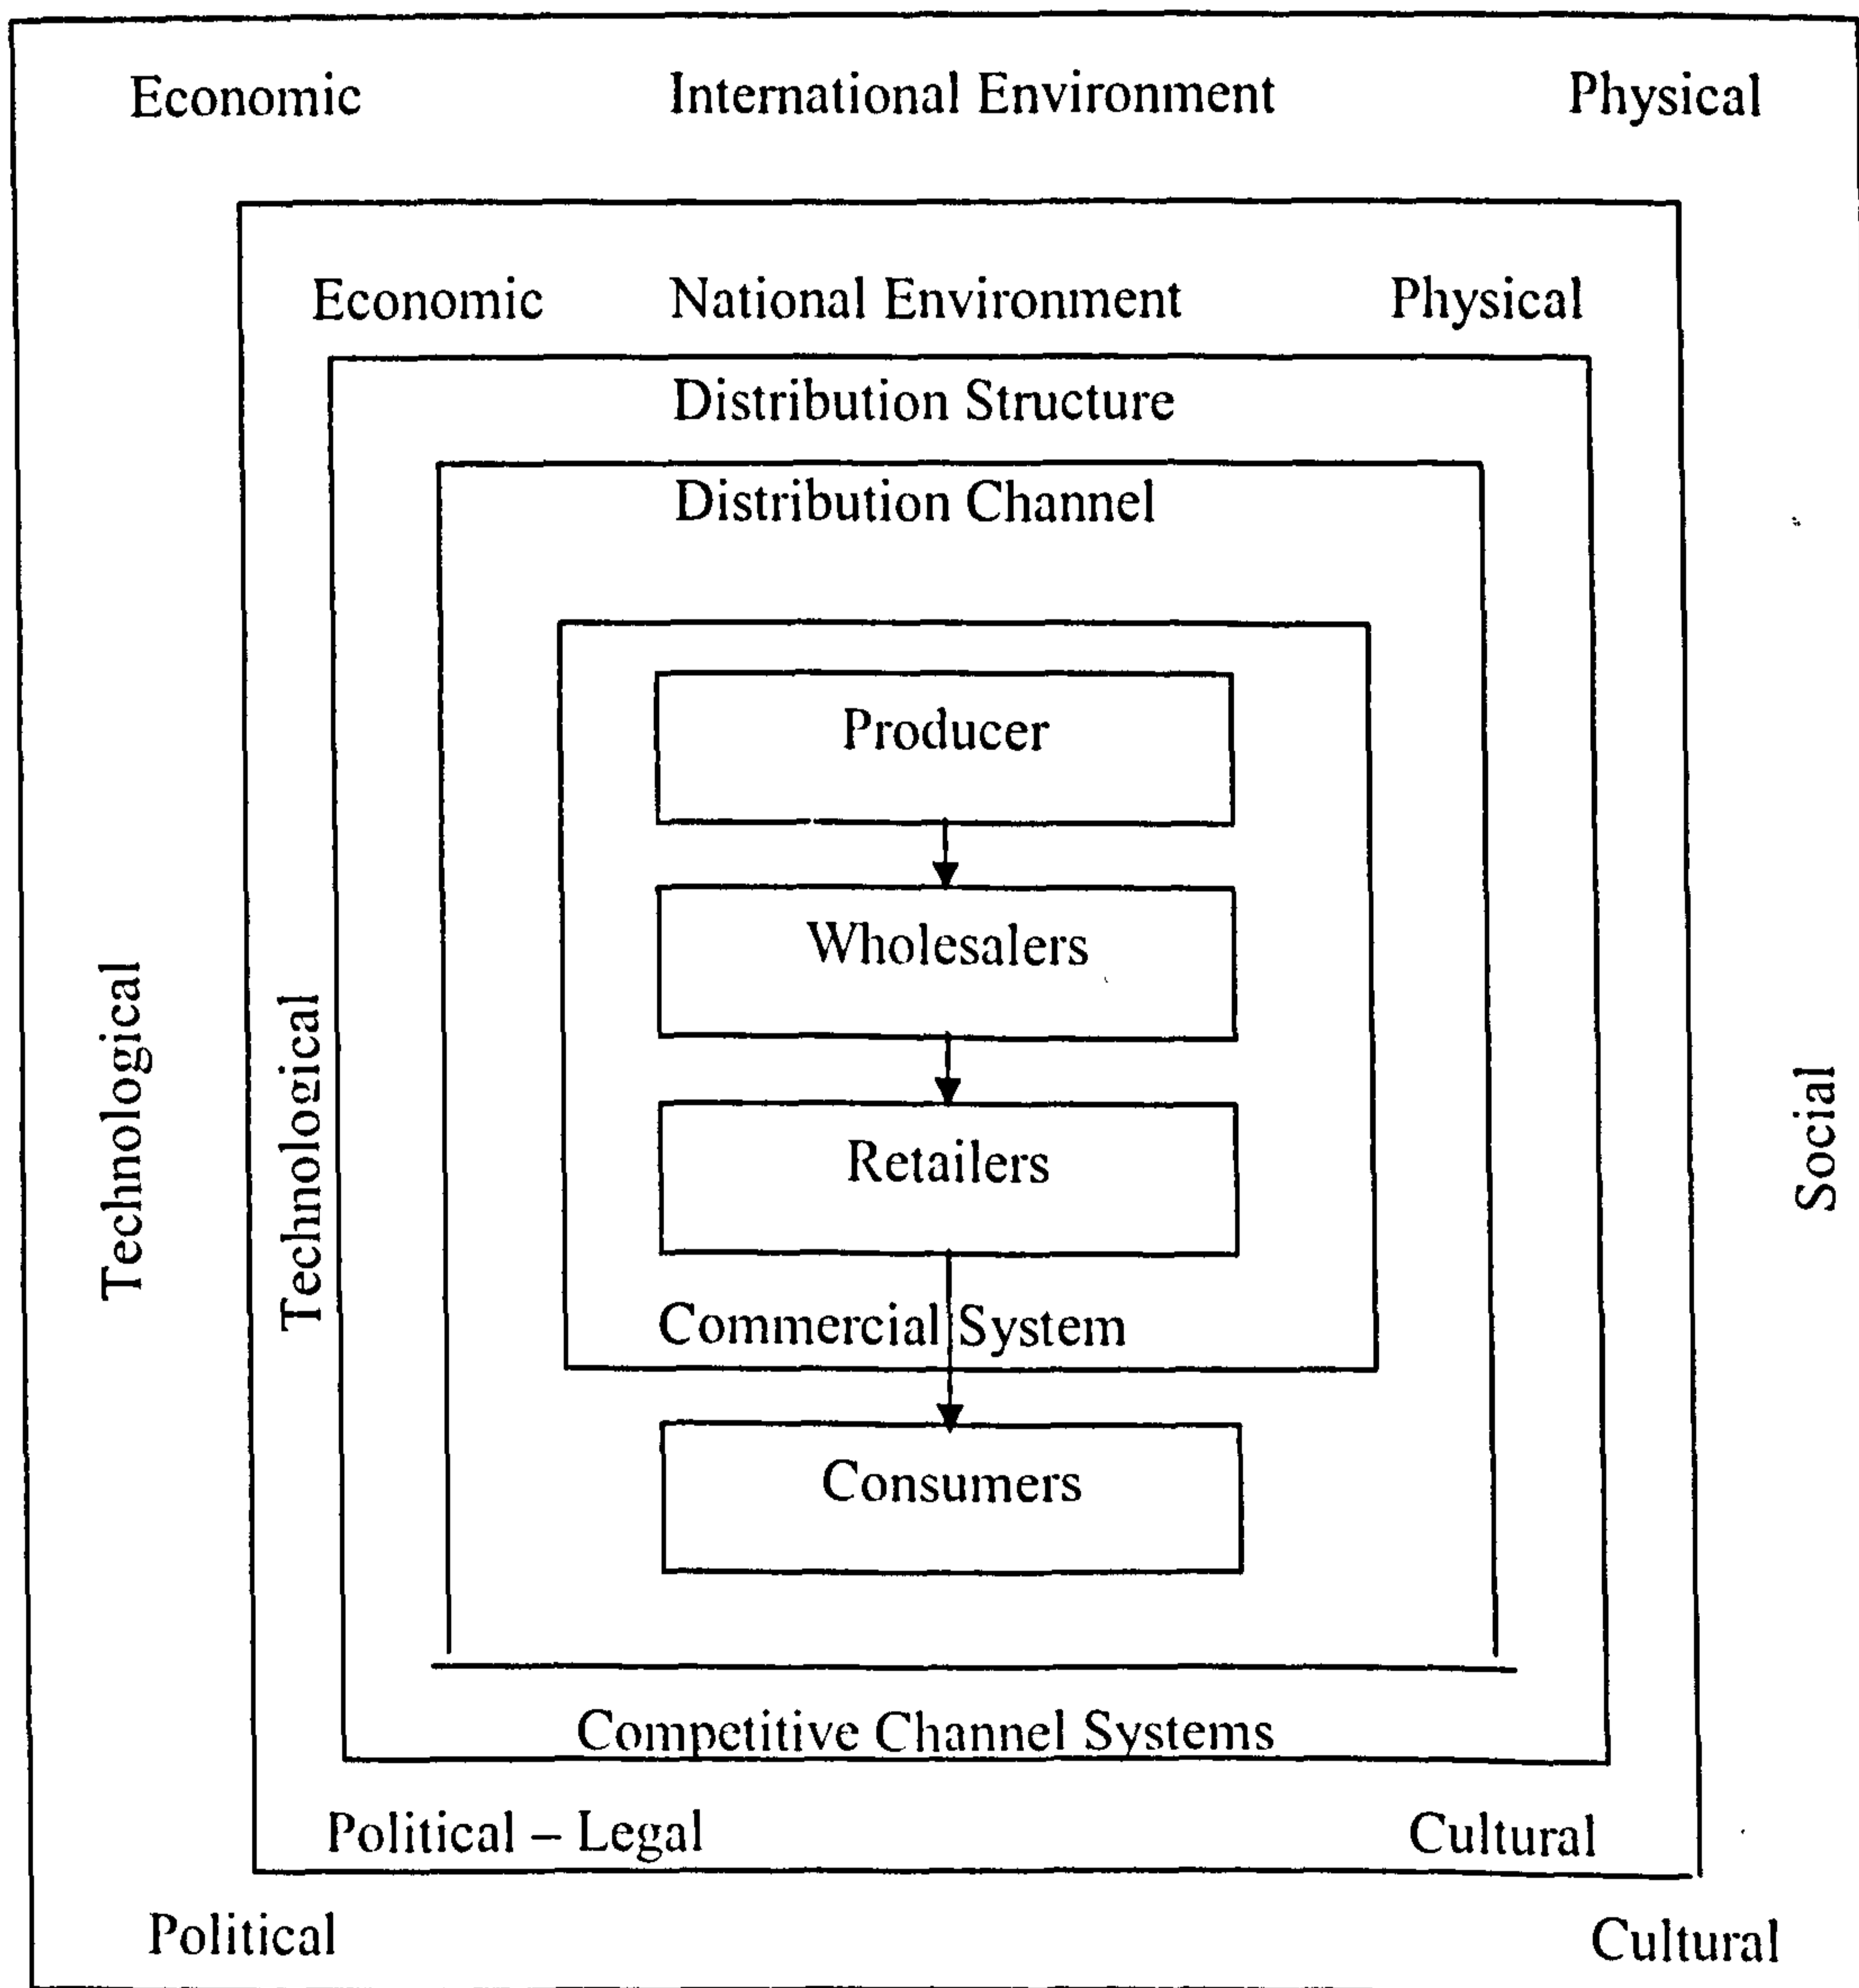 Economic International Environment Physical
Economic National Environment Physical
Distribution Structure
Distribution Channel
Producer
Wholesalers
Technological
Technological
Retailers
Social
Commercial System
Consumers
Competitive Channel Systems
Political – Legal Cultural
Political Cultural